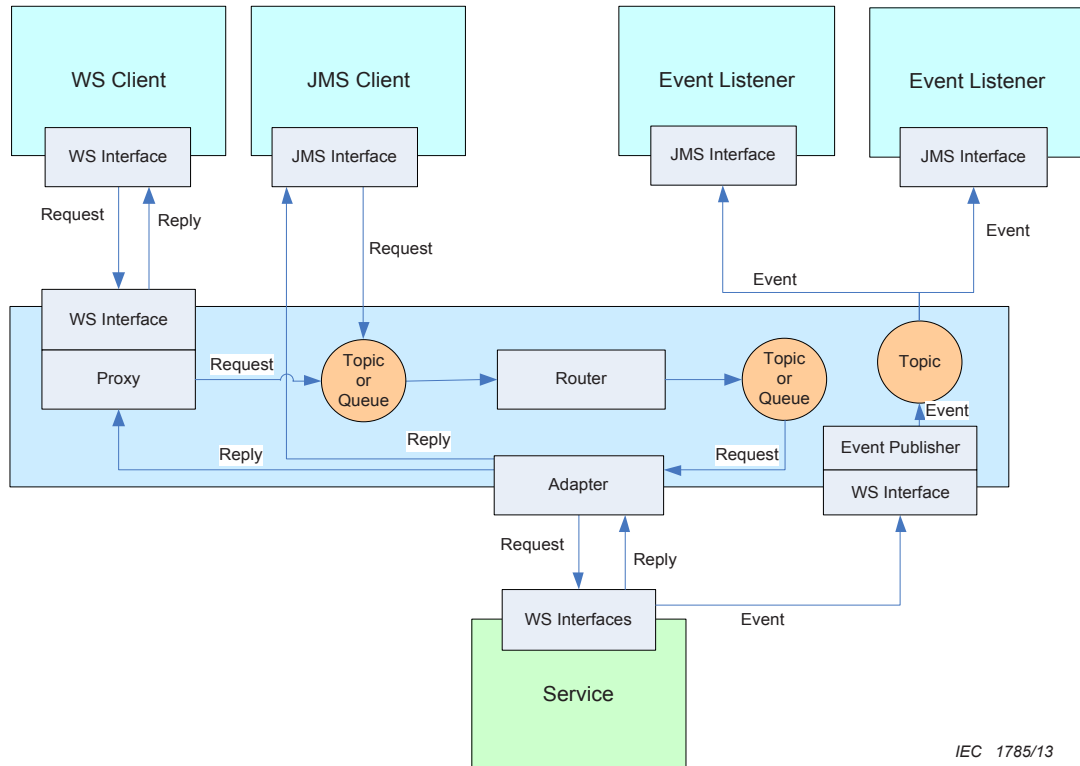 WS Client
JMS Client
Event Listener
Event Listener
WS Interface
JMS Interface
JMS Interface
JMS Interface
Request
Reply
Request
Event
Event
WS Interface
Proxy
Request
Topic
or
Queue
Router
Topic
or
Queue
Topic
Event
Reply
Reply
Request
Event Publisher
WS Interface
Adapter
Request
Reply
WS Interfaces
Event
Service
IEC 1785/13